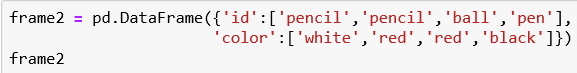 frame2 = pd.DataFrame({'id':['pencil','pencil','ball','pen'],
'color':['white','red','red','black']})
frame2